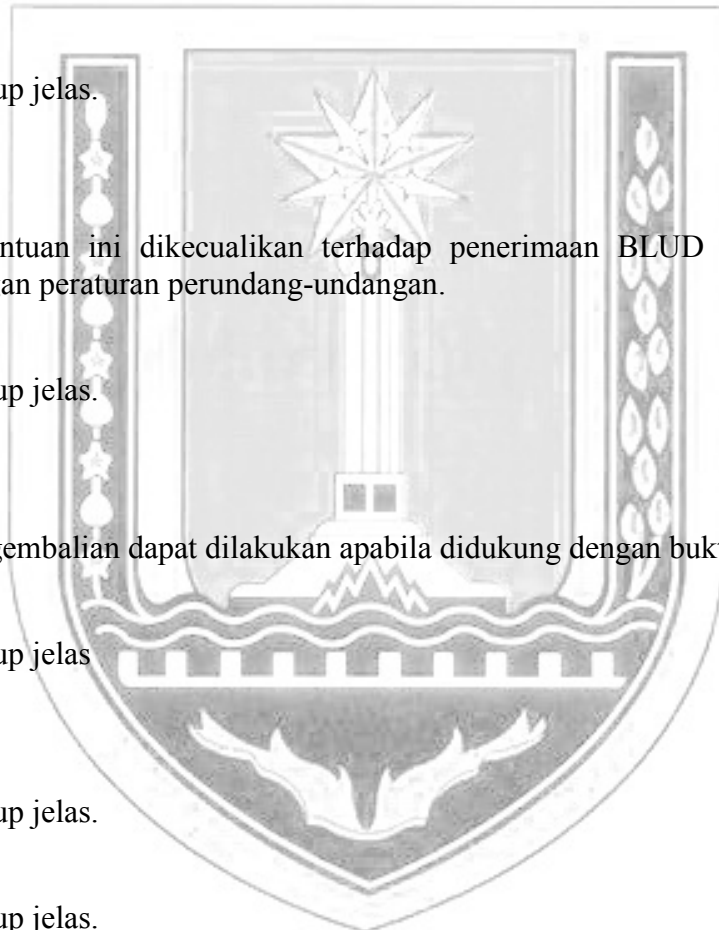 up jelas.
ntuan ini dikecualikan terhadap penerimaan BLUD
an peraturan perundang-undangan.
up jelas.
gembalian dapat dilakukan apabila didukung dengan bukt
up jelas
up jelas.
up jelas.